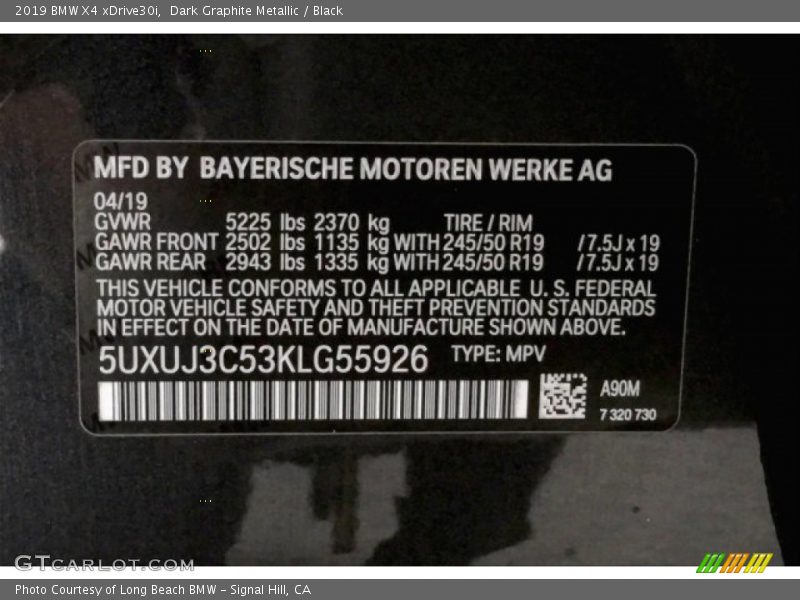 2019 BMW X4 xDrive30i,  Dark Graphite Metallic / Black
MFD BY BAYERISCHE MOTOREN WERKE AG
04/19
GVWR 5225 lbs 2370 kg TIRE / RIM
GAWR FRONT 2502 lbs 1135 kg WITH 245/50 R19 /7.5J x 19
GAWR REAR 2943 lbs 1335 kg WITH 245/50 R19 /7.5J x 19
THIS VEHICLE CONFORMS TO ALL APPLICABLE U. S. FEDERAL
MOTOR VEHICLE SAFETY AND THEFT PREVENTION STANDARDS
IN EFFECT ON THE DATE OF MANUFACTURE SHOWN ABOVE.
5UXUJ3C53KLG55926 TYPE: MPV
A90M
7 320 730
GTCARLOT.COM
Photo Courtesy of Long Beach BMW – Signal Hill, CA